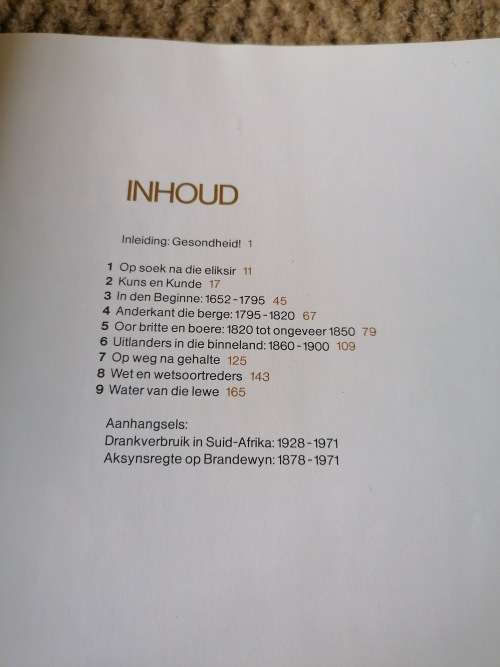 INHOUD
Inleiding: Gesondheid! 1
1 Op soek na die eliksir 11
2 Kuns en Kunde 17
3 In den Beginne: 1652-1795 45
4 Anderkant die berge: 1795-1820 67
5 Oor britte en boere: 1820 tot ongeveer 1850 79
6 Uitlanders in die binneland: 1860-1900 109
7 Op weg na gehalte 125
8 Wet en wetsoortreders 143
9 Water van die lewe 165
Aanhangsels:
Drankverbruik in Suid-Afrika: 1928-1971
Aksynsregte op Brandewyn: 1878-1971